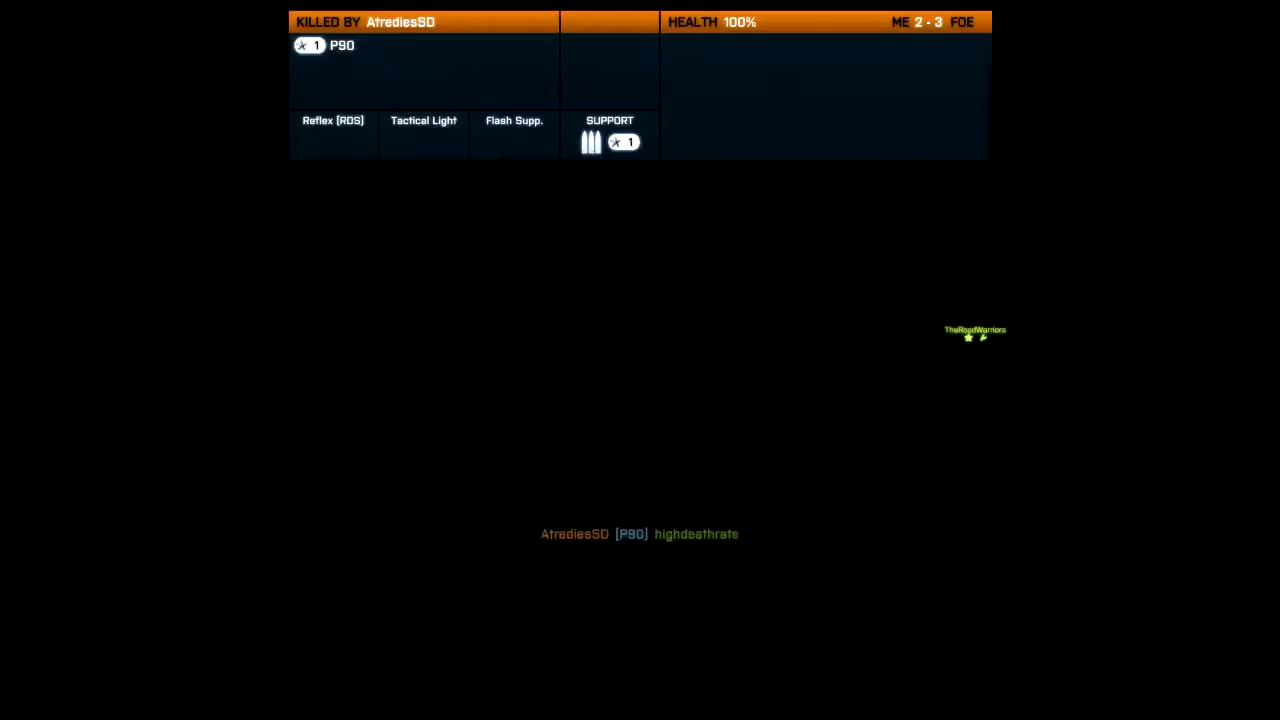 KILLED BY AtrediesSD HEALTH 100% ME 2 - 3 FOE
1 P90
Reflex (RDS) Tactical Light Flash Supp. SUPPORT
1
TheRoadWarriors
AtrediesSD [P90] highdeathrate